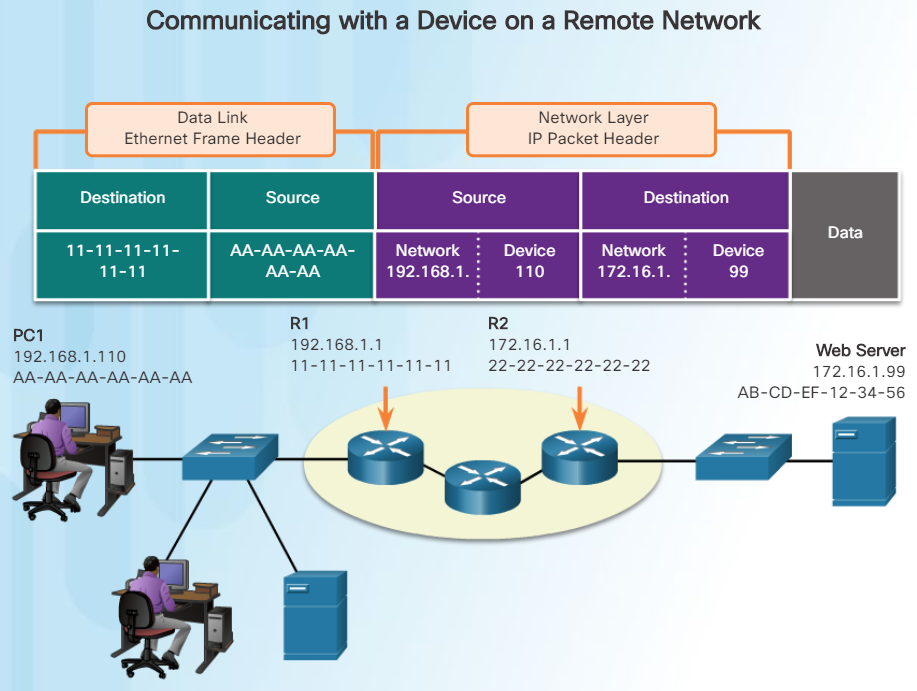 Communicating with a Device on a Remote Network
Data Link
Ethernet Frame Header
Network Layer
IP Packet Header
Destination
Source
Source
Destination
Data
11-11-11-11-
11-11
AA-AA-AA-AA-
AA-AA
Network
192.168.1.
Device
110
Network
172.16.1.
Device
99
PC1
192.168.1.110
AA-AA-AA-AA-AA-AA
R1
192.168.1.1
11-11-11-11-11-11
R2
172.16.1.1
22-22-22-22-22-22
Web Server
172.16.1.99
AB-CD-EF-12-34-56